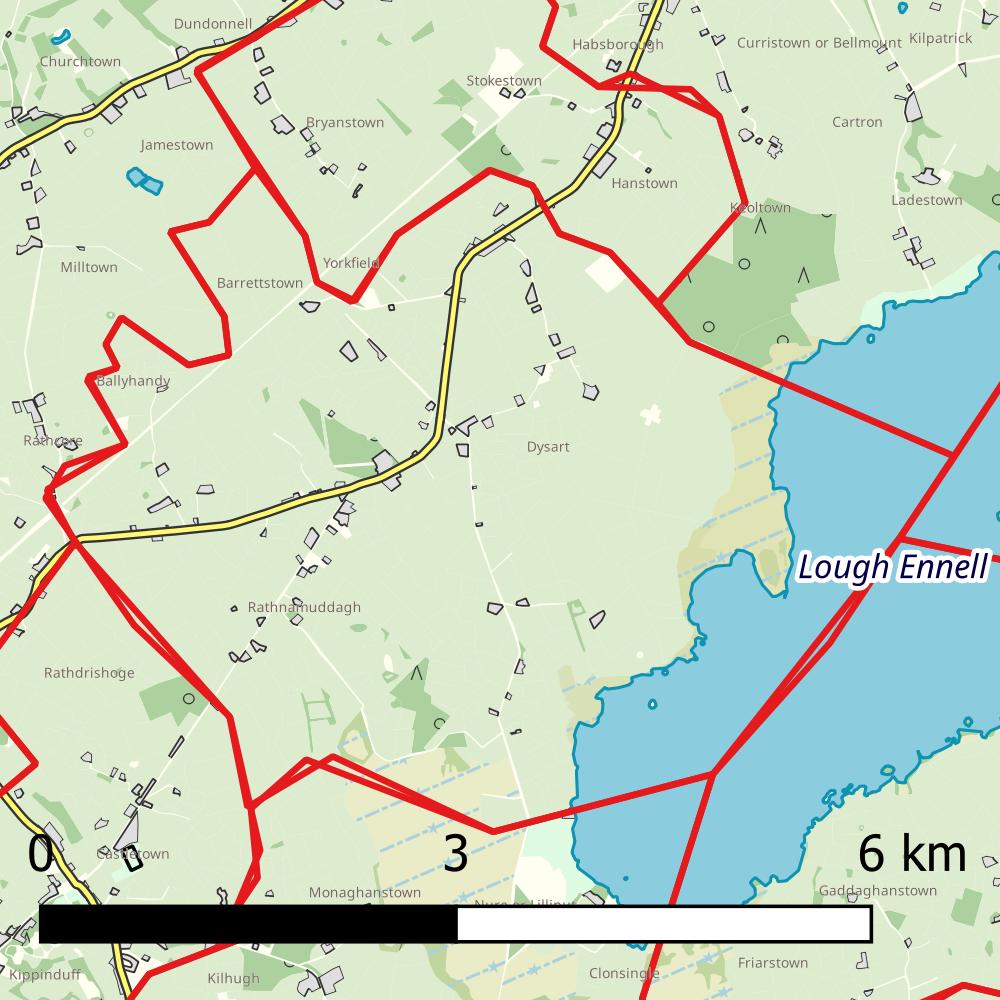 Dundonnell
Churchtown
Habsborough
Curristown or Bellmount
Kilpatrick
Stokestown
Bryanstown
Cartron
Jamestown
Hanstown
Ladestown
Keoltown
Milltown
Yorkfield
Barrettstown
Ballyhandy
Rathcore
Dysart
Lough Ennell
Rathnamuddagh
Rathdrishoge
0 3 6 km
Castletown
Monaghanstown
Gaddaghanstown
Nure or Lilliput
Kippinduff
Kilhugh
Clonsingle
Friarstown